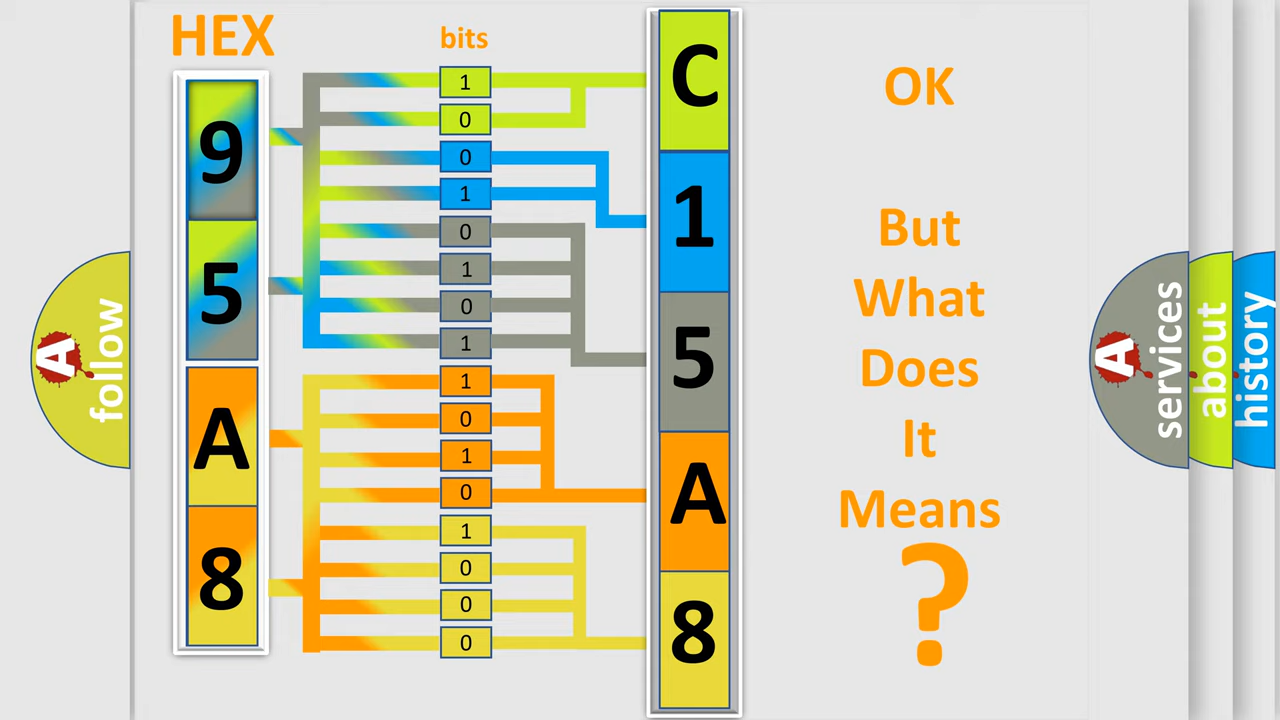 HEX
bits
9
5
A
8
1
0
0
1
0
1
0
1
1
0
1
0
1
0
0
0
C
1
5
A
8
OK
But
What
Does
It
Means
?
A
follow
A
services
about
history